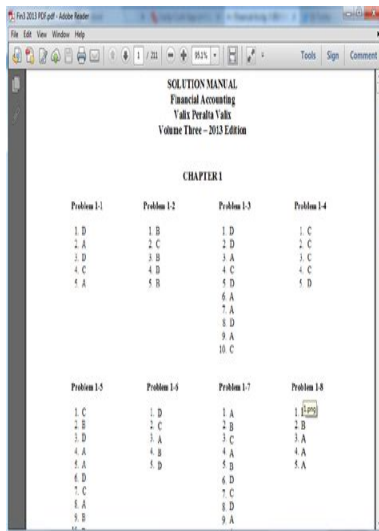 Fin3 2013 PDF.pdf - Adobe Reader
File Edit View Window Help
1 / 211 95.1% Tools Sign Comment
SOLUTION MANUAL
Financial Accounting
Valix Peralta Valix
Volume Three – 2013 Edition
CHAPTER 1
Problem 1-1 Problem 1-2 Problem 1-3 Problem 1-4
1. D 1. B 1. D 1. C
2. A 2. C 2. D 2. C
3. D 3. B 3. A 3. C
4. C 4. D 4. C 4. C
5. A 5. B 5. D 5. D
6. A
7. A
8. D
9. A
10. C
Problem 1-5 Problem 1-6 Problem 1-7 Problem 1-8
1. C 1. D 1 A 1.
2. B 2. C 2 B 2. B
3. D 3. A 3 C 3. A
4. A 4. B 4 A 4. A
5. A 5. D 5 B 5. A
6. D 6. D
7. C 7. C
8. A 8 D
9. B 9. A